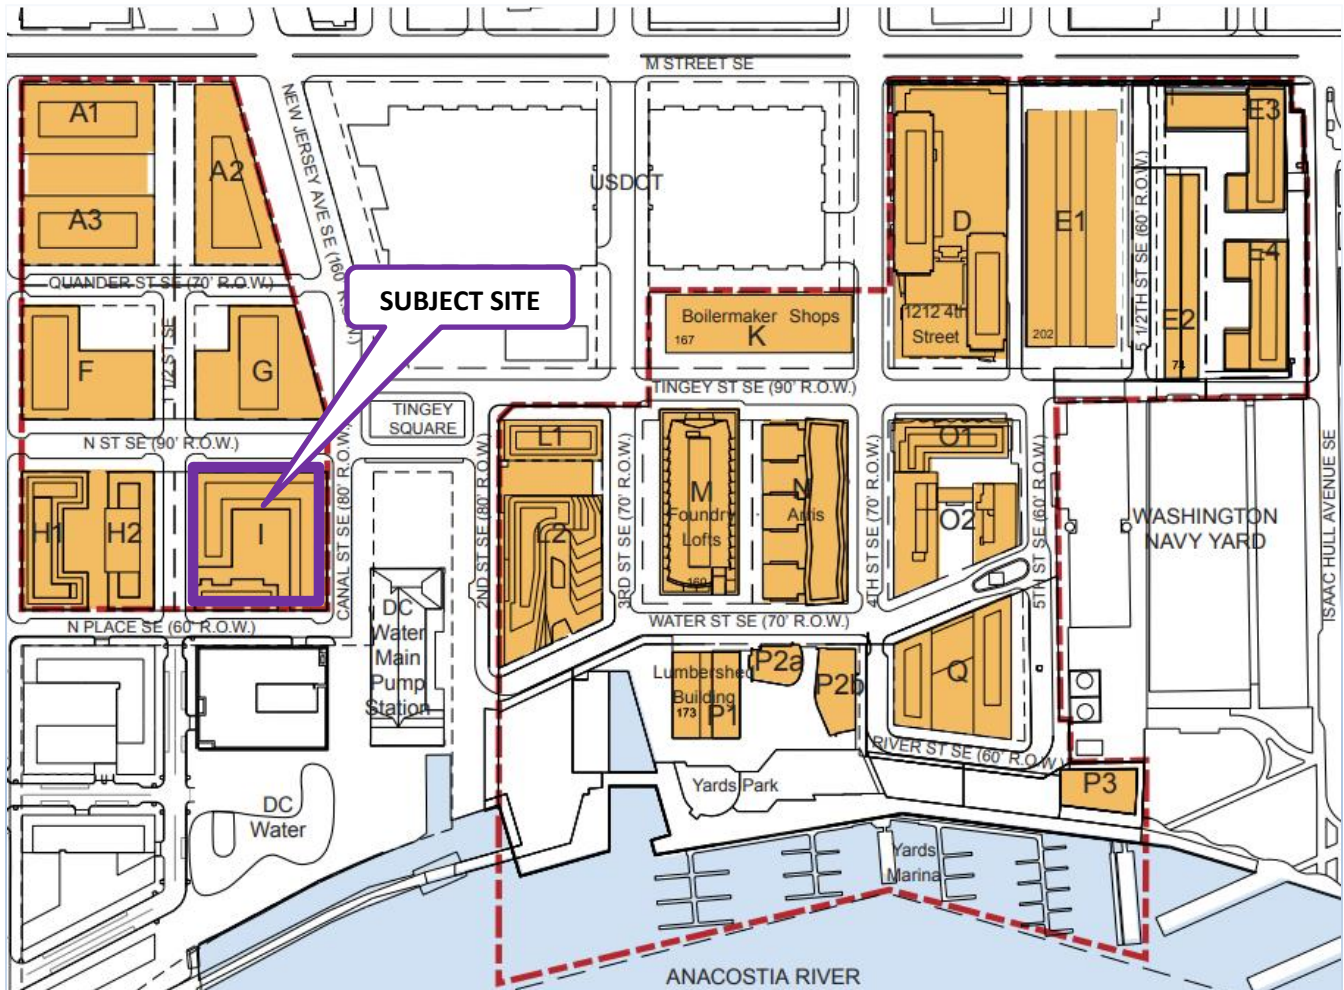 M STREET SE
A1
A2
A3
NEW JERSEY AVE SE (160' R.O.W.)
USDCT
D
E1
E3
E4
E2
5 1/2TH ST SE (60' R.O.W.)
QUANDER ST SE (70' R.O.W.)
SUBJECT SITE
Boilermaker Shops
167
K
1212 4th
Street
202
74
F
G
1 1/2 ST SE
TINGEY ST SE (90' R.O.W.)
TINGEY
SQUARE
N ST SE (90' R.O.W.)
L1
M
Foundry
Lofts
160
N
Arris
O1
O2
H1
H2
I
L2
CANAL ST SE (80' R.O.W.)
2ND ST SE (80' R.O.W.)
3RD ST SE (70' R.O.W.)
4TH ST SE (70' R.O.W.)
5TH ST SE (60' R.O.W.)
WASHINGTON
NAVY YARD
ISAAC HULL AVENUE SE
N PLACE SE (60' R.O.W.)
DC
Water
Main
Pump
Station
WATER ST SE (70' R.O.W.)
Lumbershed
Building
173
P1
P2a
P2b
Q
RIVER ST SE (60' R.O.W.)
P3
Yards Park
DC
Water
Yards
Marina
ANACOSTIA RIVER